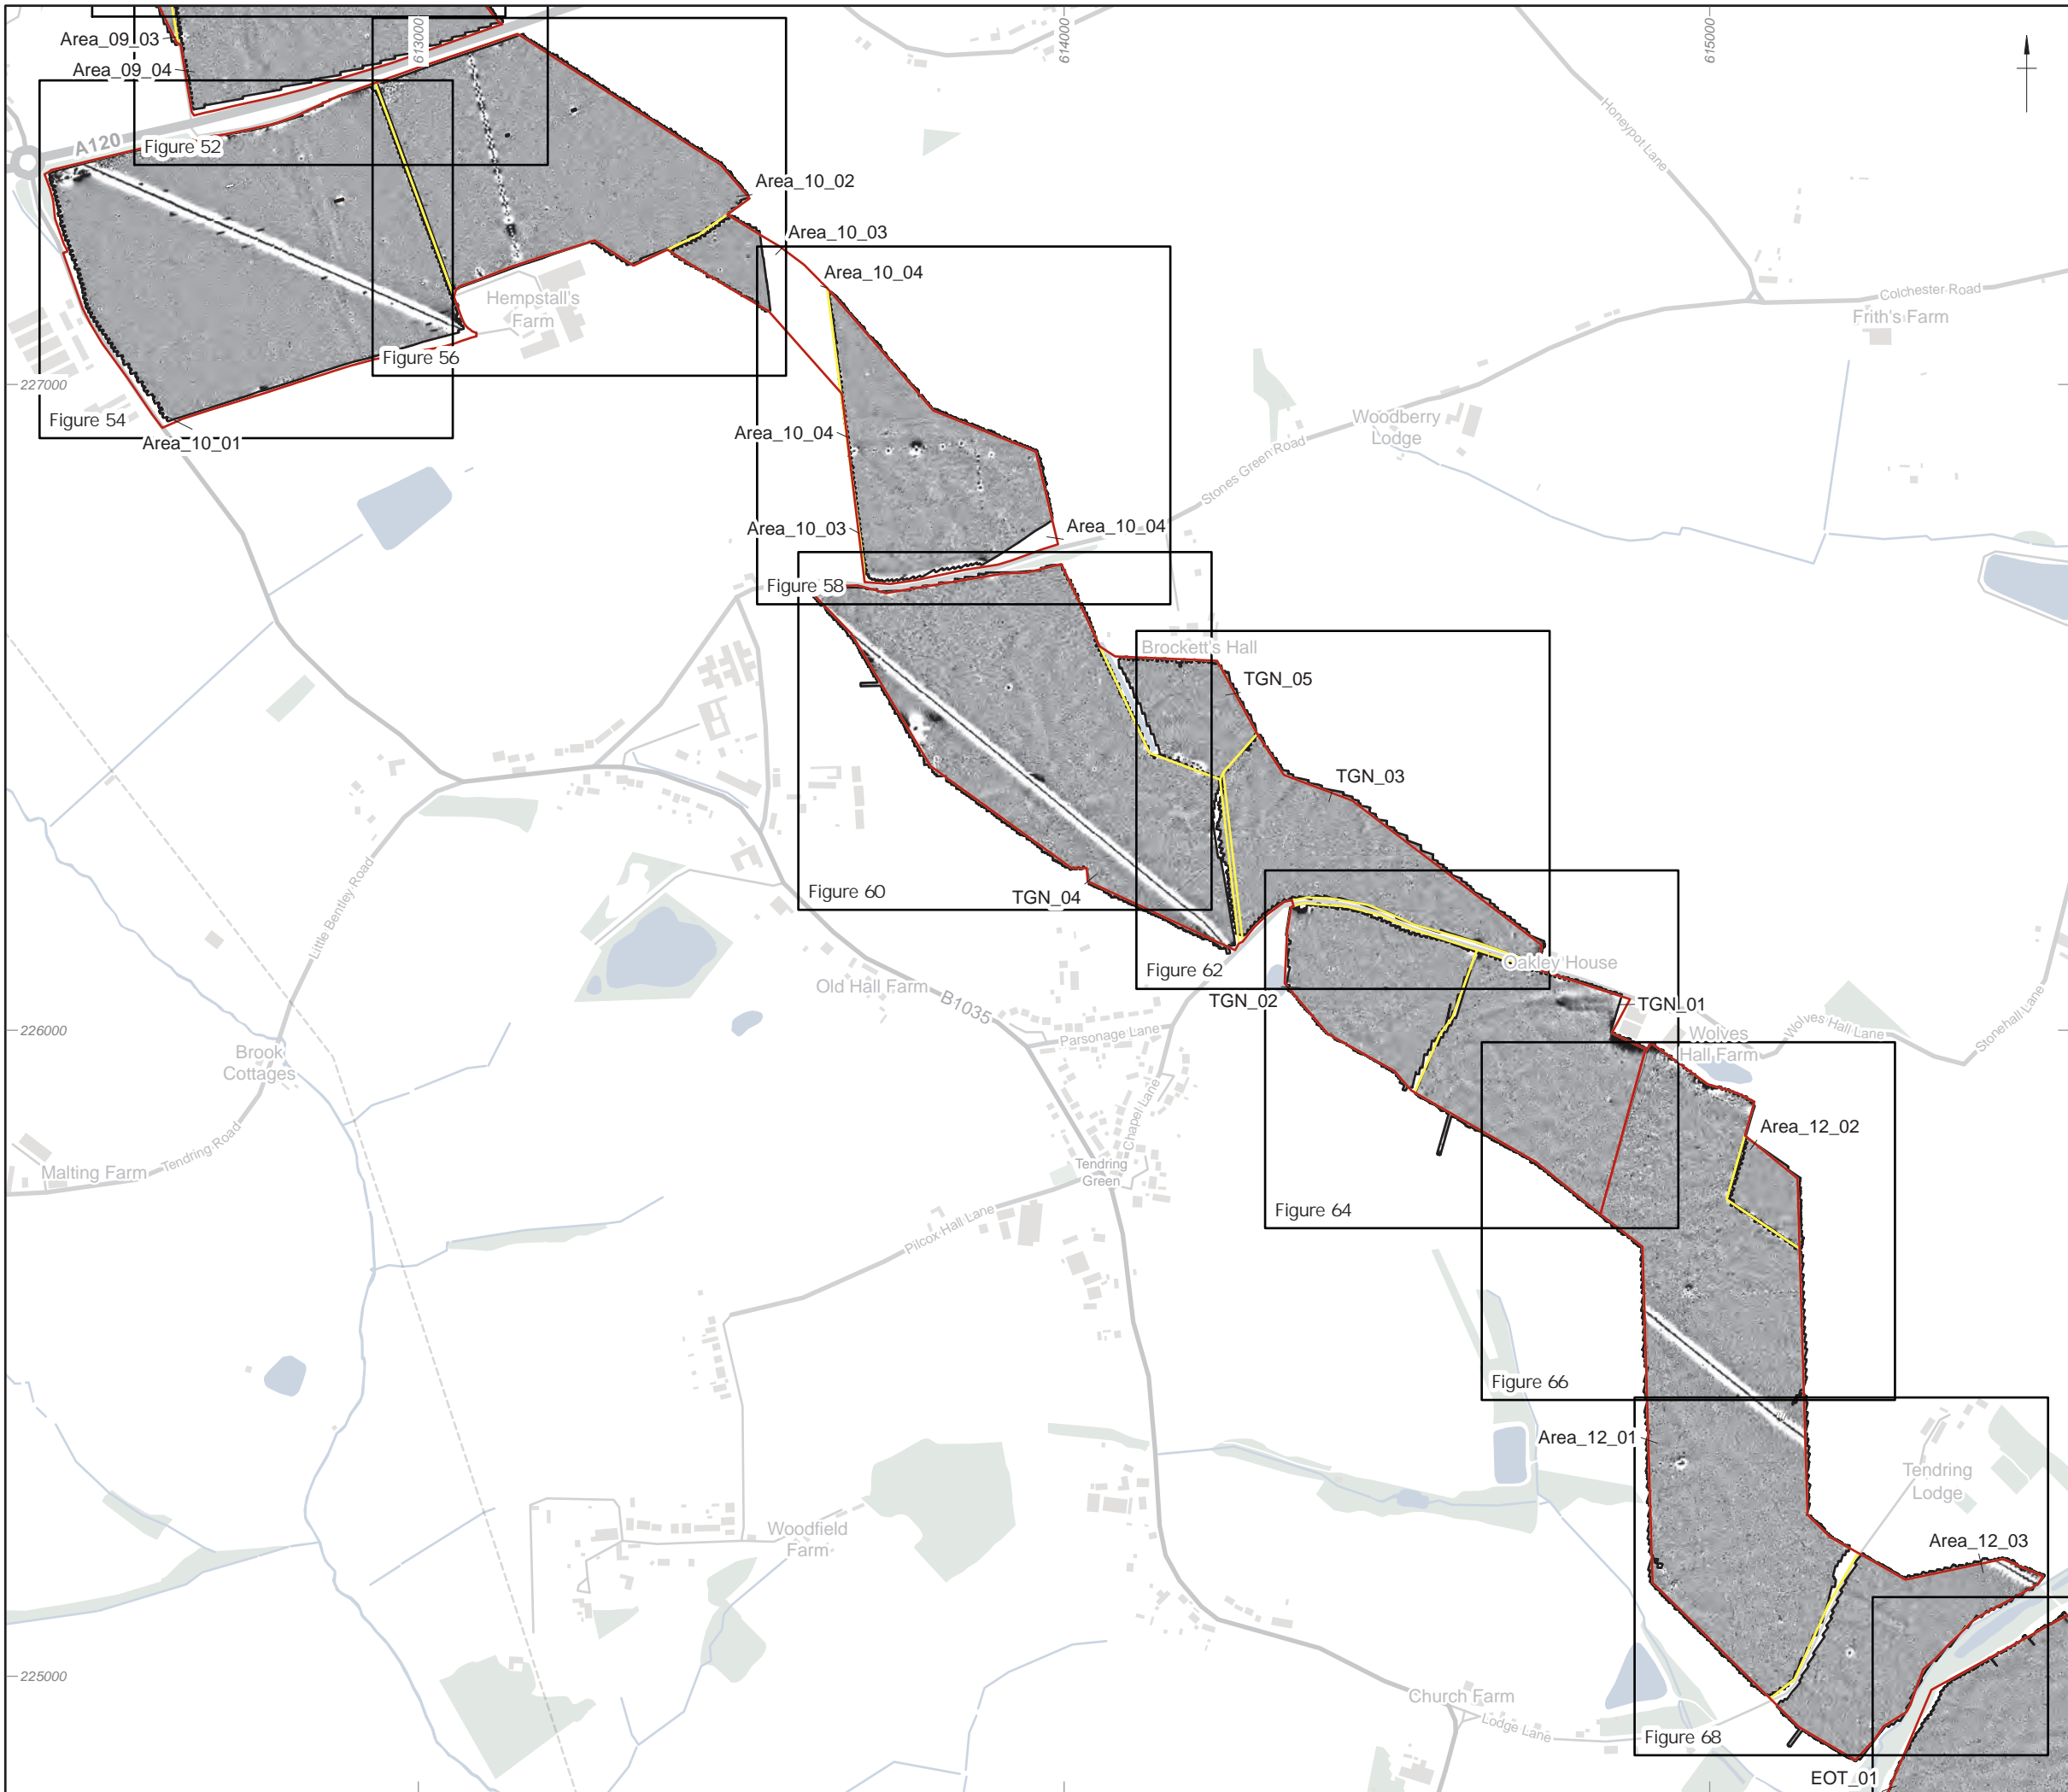 613000
614000
615000
Area_09_03
Area_09_04
A120
Figure 52
Honeypot Lane
Area_10_02
Area_10_03
Area_10_04
Hempstall's
Farm
Colchester Road
Frith's Farm
Figure 56
227000
Figure 54
Area_10_01
Woodberry
Lodge
Area_10_04
Stones Green Road
Area_10_03
Area_10_04
Figure 58
Brockett's Hall
TGN_05
TGN_03
Little Bentley Road
Figure 60
TGN_04
Figure 62
Oakley House
Old Hall Farm
B1035
TGN_02
TGN_01
226000
Parsonage Lane
Wolves
Hall Farm
Wolves Hall Lane
Stonehall Lane
Brook
Cottages
Chapel Lane
Area_12_02
Tendring Road
Malting Farm
Tendring
Green
Figure 64
Pilcox Hall Lane
Figure 66
Area_12_01
Tendring
Lodge
Woodfield
Farm
Area_12_03
225000
Church Farm
Lodge Lane
Figure 68
EOT_01